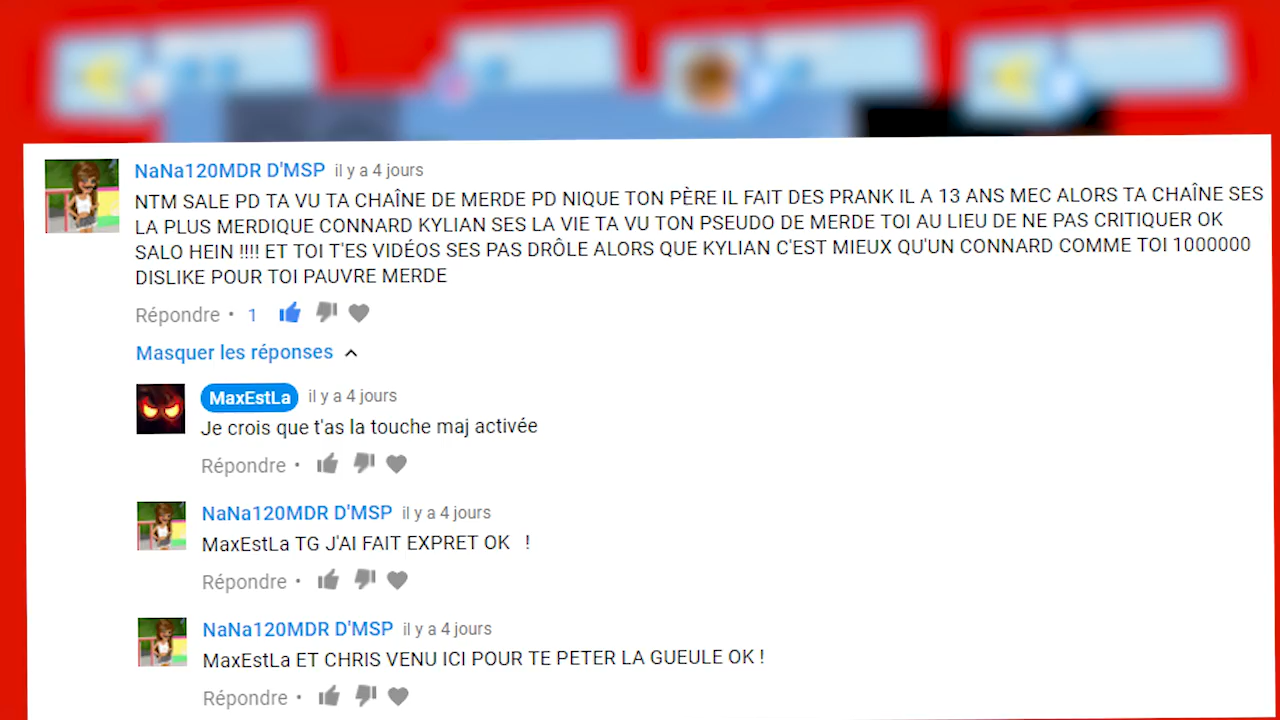 NaNa120MDR D'MSP il y a 4 jours
NTM SALE PD TA VU TA CHAÎNE DE MERDE PD NIQUE TON PÈRE IL FAIT DES PRANK IL A 13 ANS MEC ALORS TA CHAÎNE SES
LA PLUS MERDIQUE CONNARD KYLIAN SES LA VIE TA VU TON PSEUDO DE MERDE TOI AU LIEU DE NE PAS CRITIQUER OK
SALO HEIN !!!! ET TOI T'ES VIDÉOS SES PAS DRÔLE ALORS QUE KYLIAN C'EST MIEUX QU'UN CONNARD COMME TOI 1000000
DISLIKE POUR TOI PAUVRE MERDE
Répondre • 1
Masquer les réponses
MaxEstLa il y a 4 jours
Je crois que t'as la touche maj activée
Répondre •
NaNa120MDR D'MSP il y a 4 jours
MaxEstLa TG J'AI FAIT EXPRET OK !
Répondre •
NaNa120MDR D'MSP il y a 4 jours
MaxEstLa ET CHRIS VENU ICI POUR TE PETER LA GUEULE OK !
Répondre •